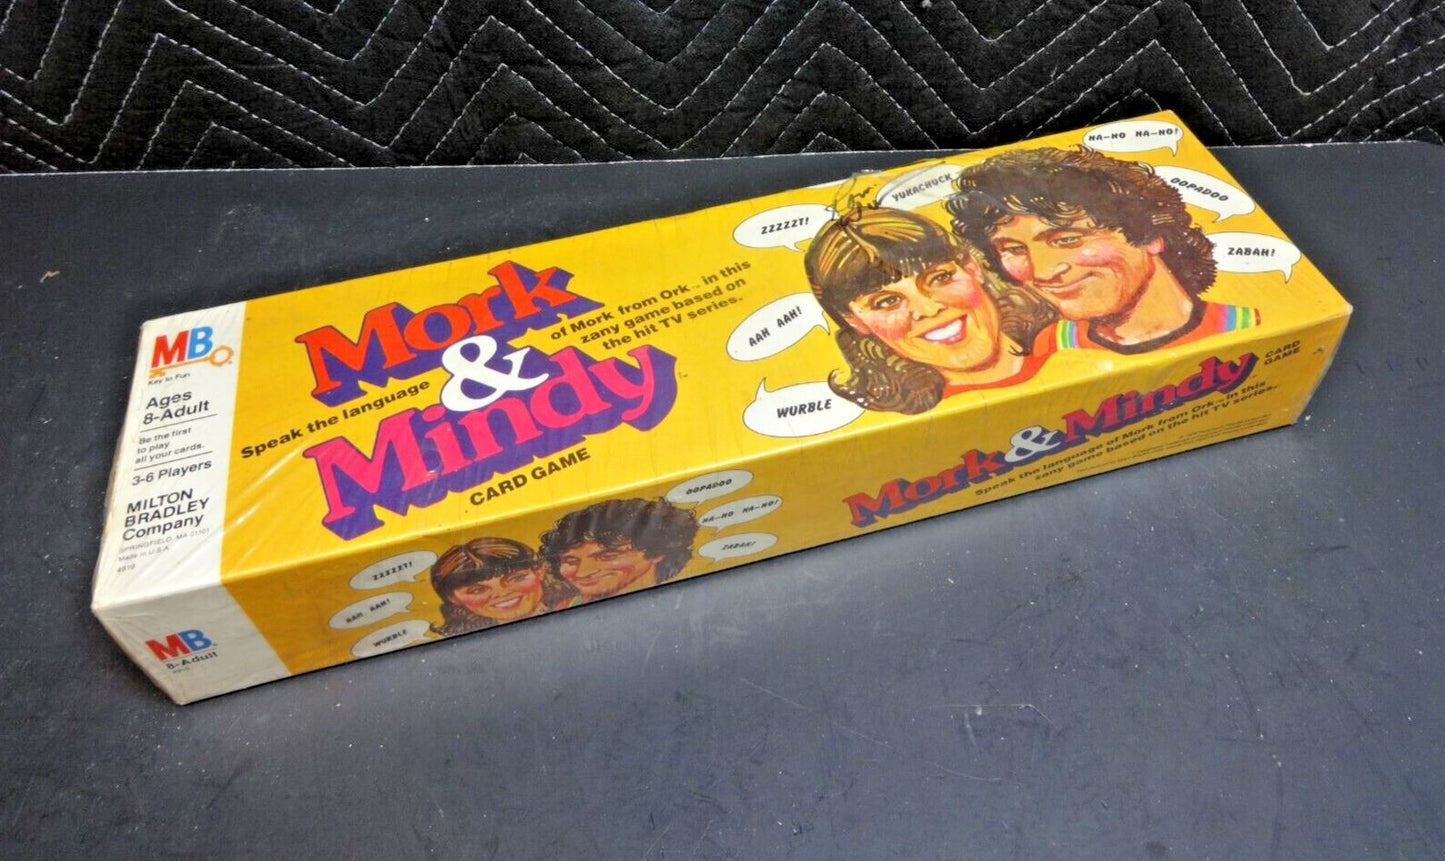 MB
Key to Fun
Ages
8-Adult
Be the first
to play
all your cards.
3-6 Players
MILTON
BRADLEY
Company
SPRINGFIELD, MA 01101
Made in U.S.A.
4919
Mork
&
Mindy
Speak the language
of Mork from Ork™ in this
zany game based on
the hit TV series.
CARD GAME
ZZZZZT!
AAH AAH!
WURBLE
YUKACHUCK
NA-NO NA-NO!
OOPADOO
ZABAH!
MB
8-Adult
ZZZZZT!
AAH AAH!
WURBLE
OOPADOO
NA-NO NA-NO!
ZABAH!
Mork & Mindy
CARD
GAME
Speak the language of Mork from Ork™ in this
zany game based on the hit TV series.